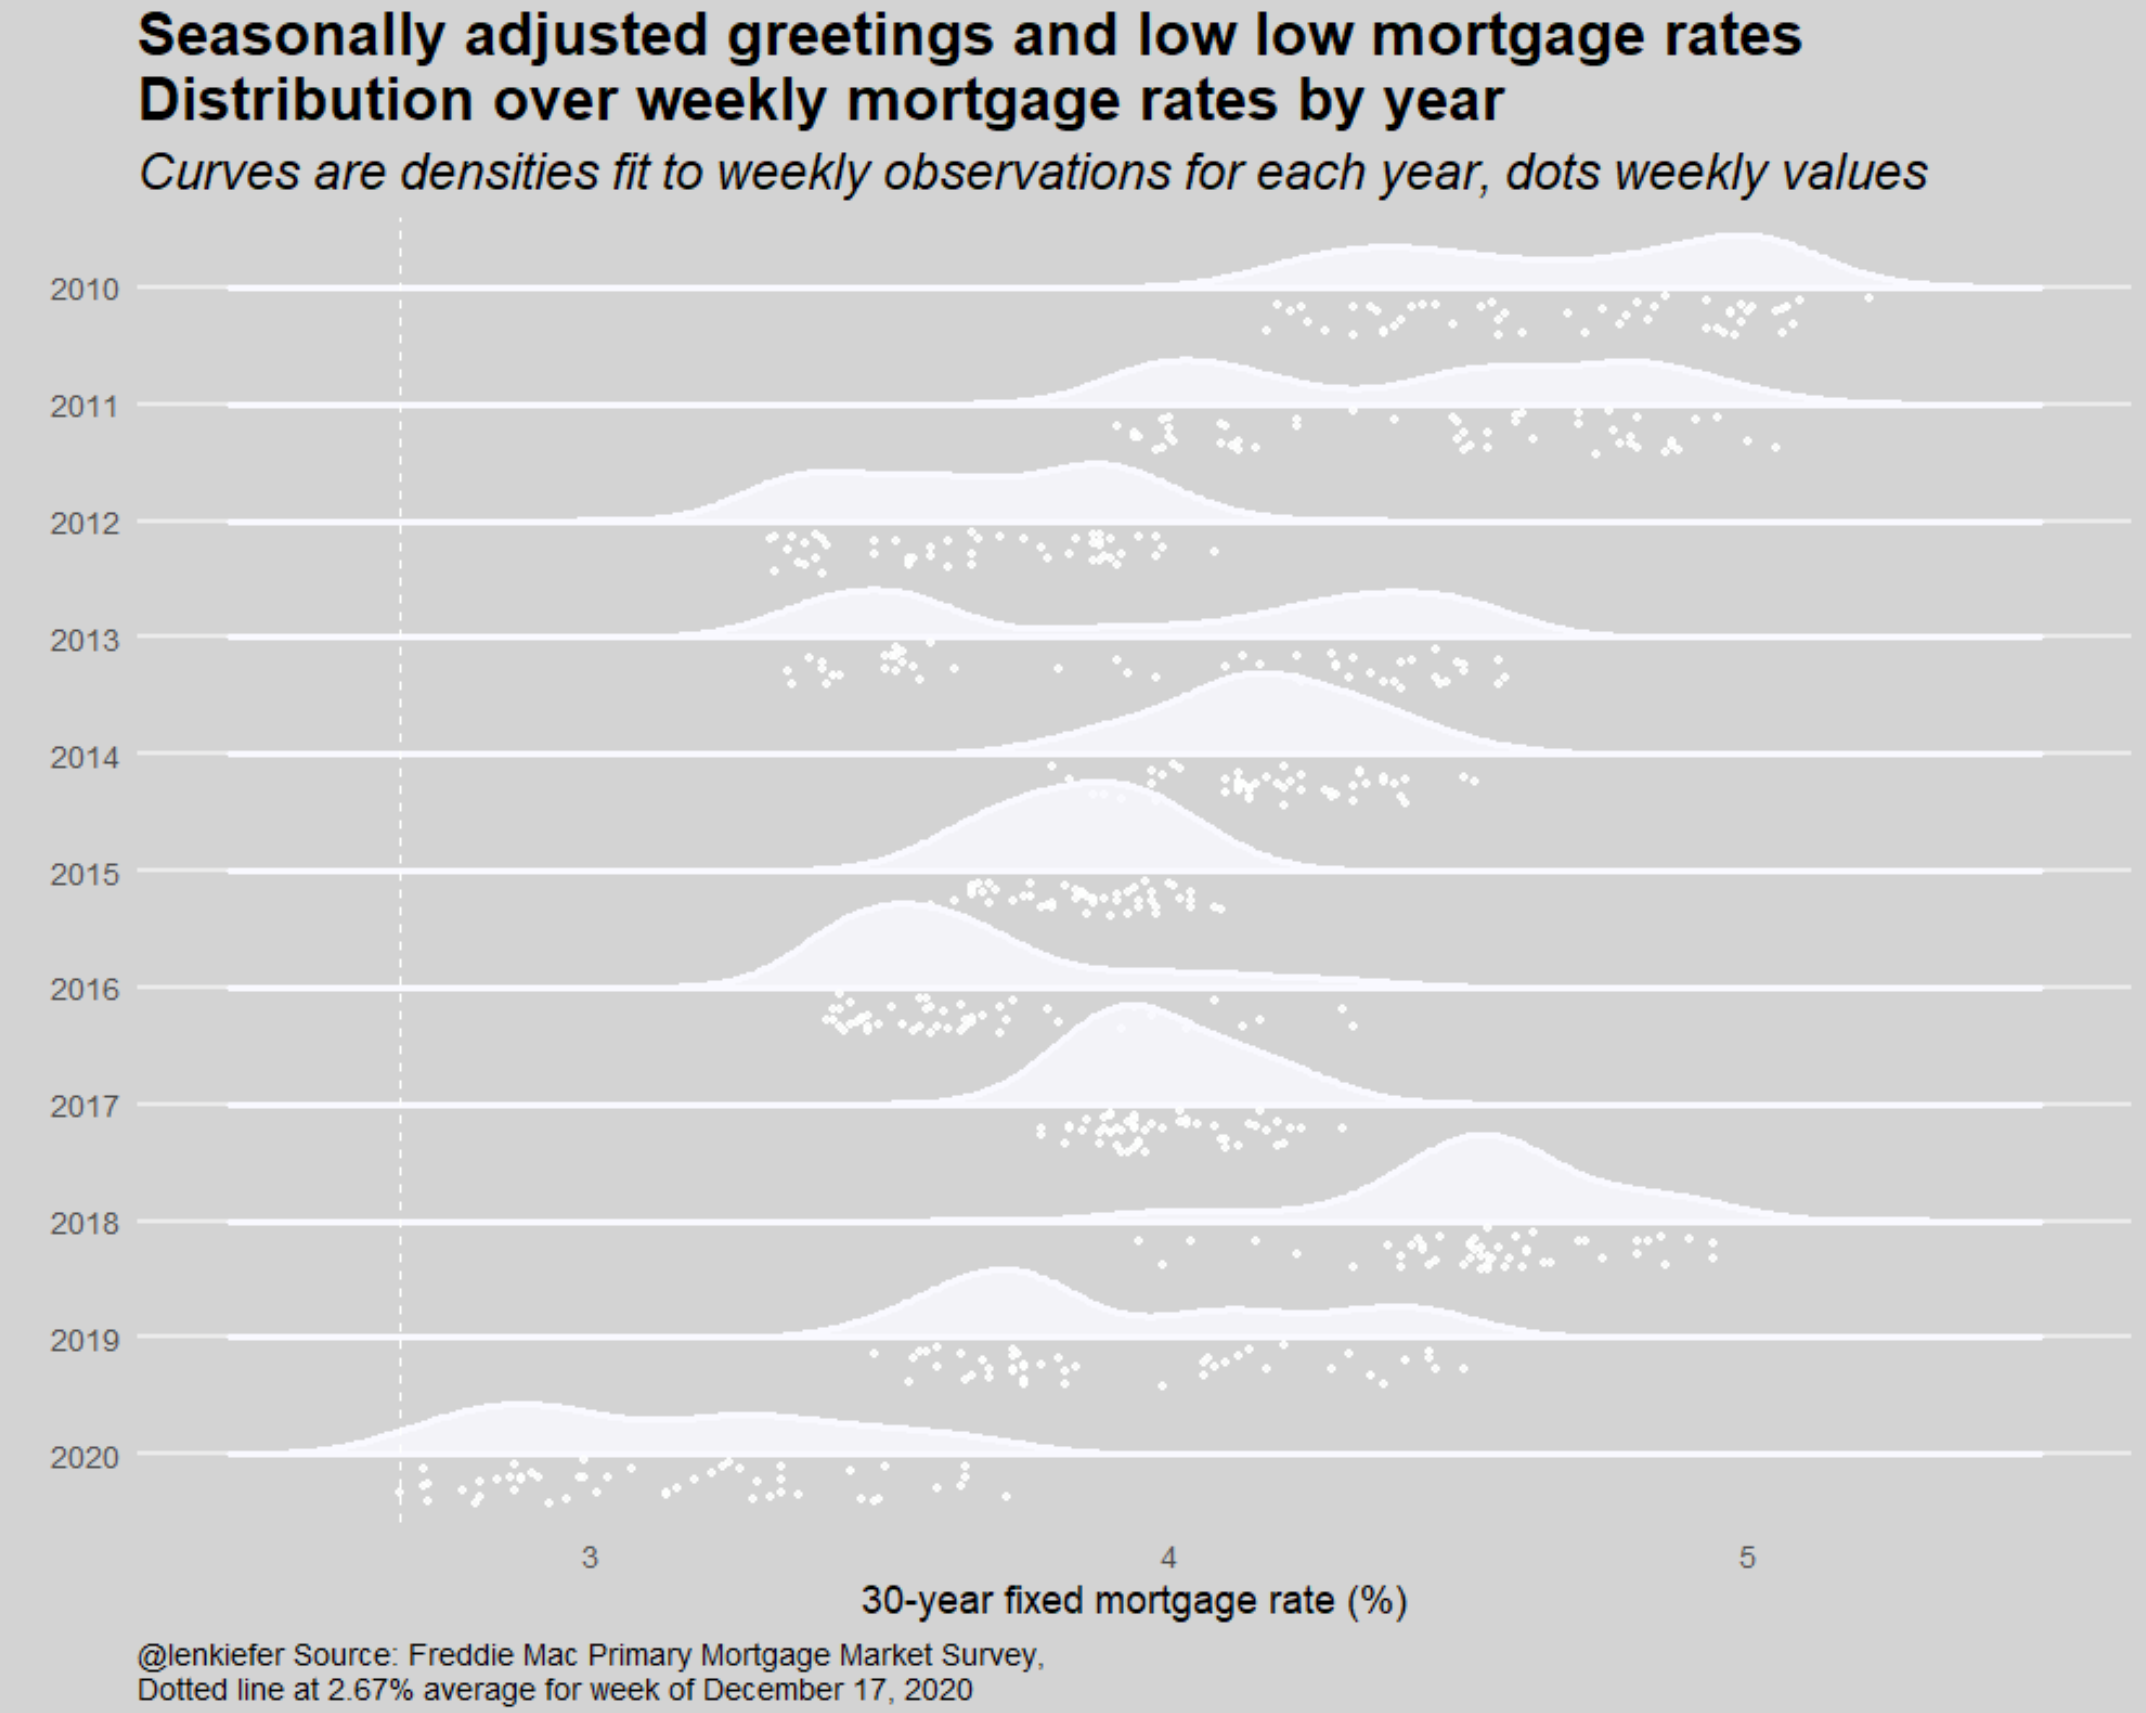 Seasonally adjusted greetings and low low mortgage rates
Distribution over weekly mortgage rates by year
Curves are densities fit to weekly observations for each year, dots weekly values
2010
2011
2012
2013
2014
2015
2016
2017
2018
2019
2020
3 4 5
30-year fixed mortgage rate (%)
@lenkiefer Source: Freddie Mac Primary Mortgage Market Survey,
Dotted line at 2.67% average for week of December 17, 2020